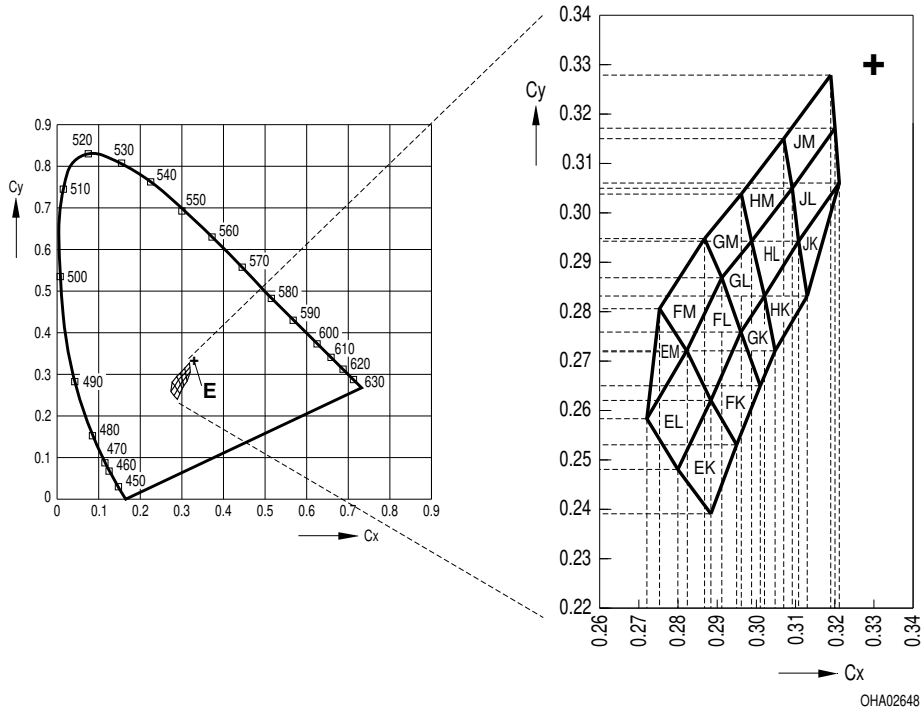 Cy
0.9
0.8
0.7
0.6
0.5
0.4
0.3
0.2
0.1
0
0 0.1 0.2 0.3 0.4 0.5 0.6 0.7 0.8 0.9
Cx
520
530
510
540
550
560
500
570
580
590
600
610
620
630
490
480
470
460
450
E
Cy
0.34
0.33
0.31
0.30
0.29
0.28
0.27
0.26
0.25
0.24
0.23
0.22
JM
HM
JL
GM
HL
JK
GL
FM
FL
HK
GK
EM
FK
EL
EK
0.26 0.27 0.28 0.29 0.30 0.31 0.33 0.34
Cx
OHA02648